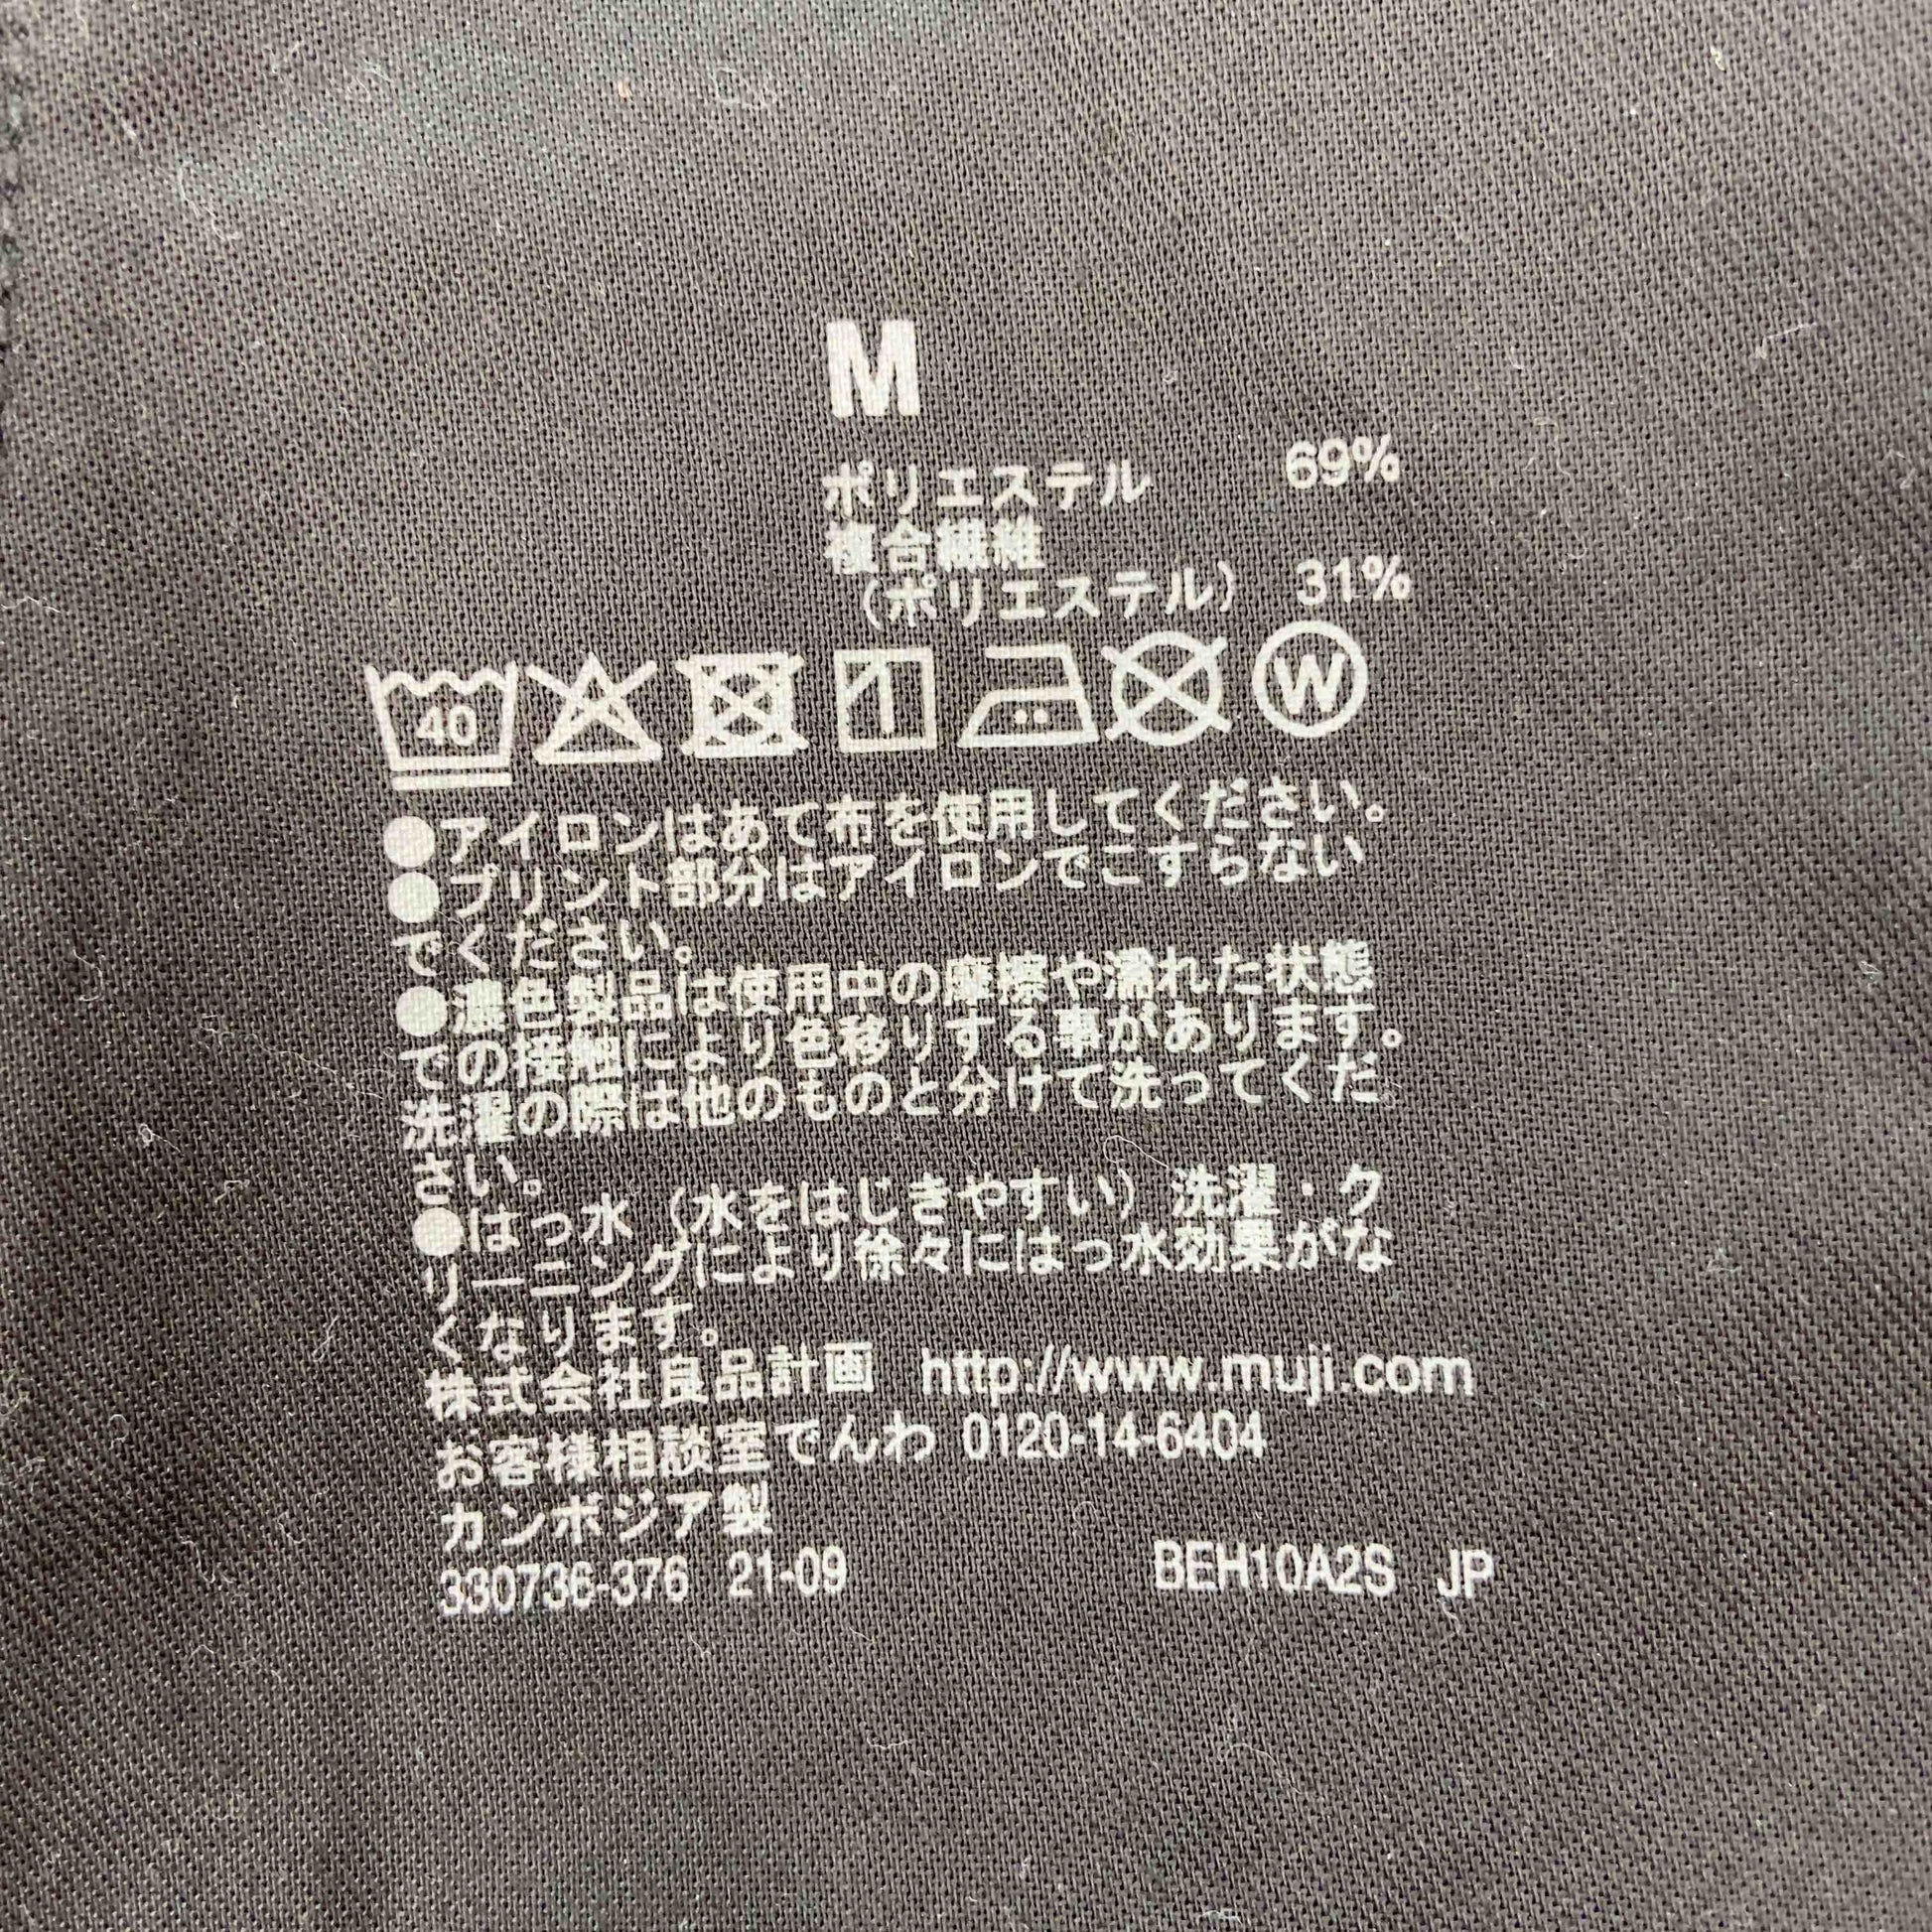 M
ポリエステル 69%
複合繊維
(ポリエステル) 31%
40
W
●アイロンはあて布を使用してください。
●プリント部分はアイロンでこすらない
でください。
●濃色製品は使用中の摩擦や濡れた状態
での接触により色移りする事があります。
洗濯の際は他のものと分けて洗ってくだ
さい。
●はっ水（水をはじきやすい）洗濯・ク
リーニングにより徐々にはっ水効果がな
くなります。
株式会社良品計画 http://www.muji.com
お客様相談室でんわ 0120-14-6404
カンボジア製
330736-376 21-09 BEH10A2S JP